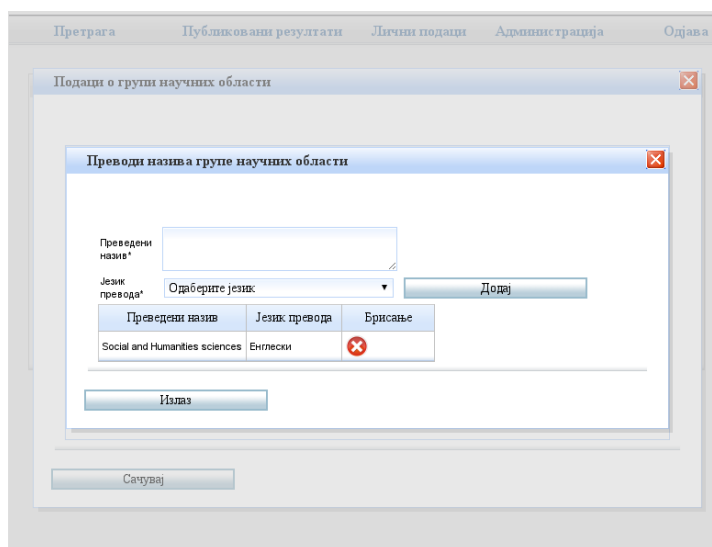 Претрага Публиковани резултати Лични подаци Администрација Одјава
Подаци о групи научних области
Преводи назива групе научних области
Преведени
назив*
Језик
превода*
Одаберите језик
Додај
Преведени назив Језик превода Брисање
Social and Humanities sciences Енглески
Излаз
Сачувај